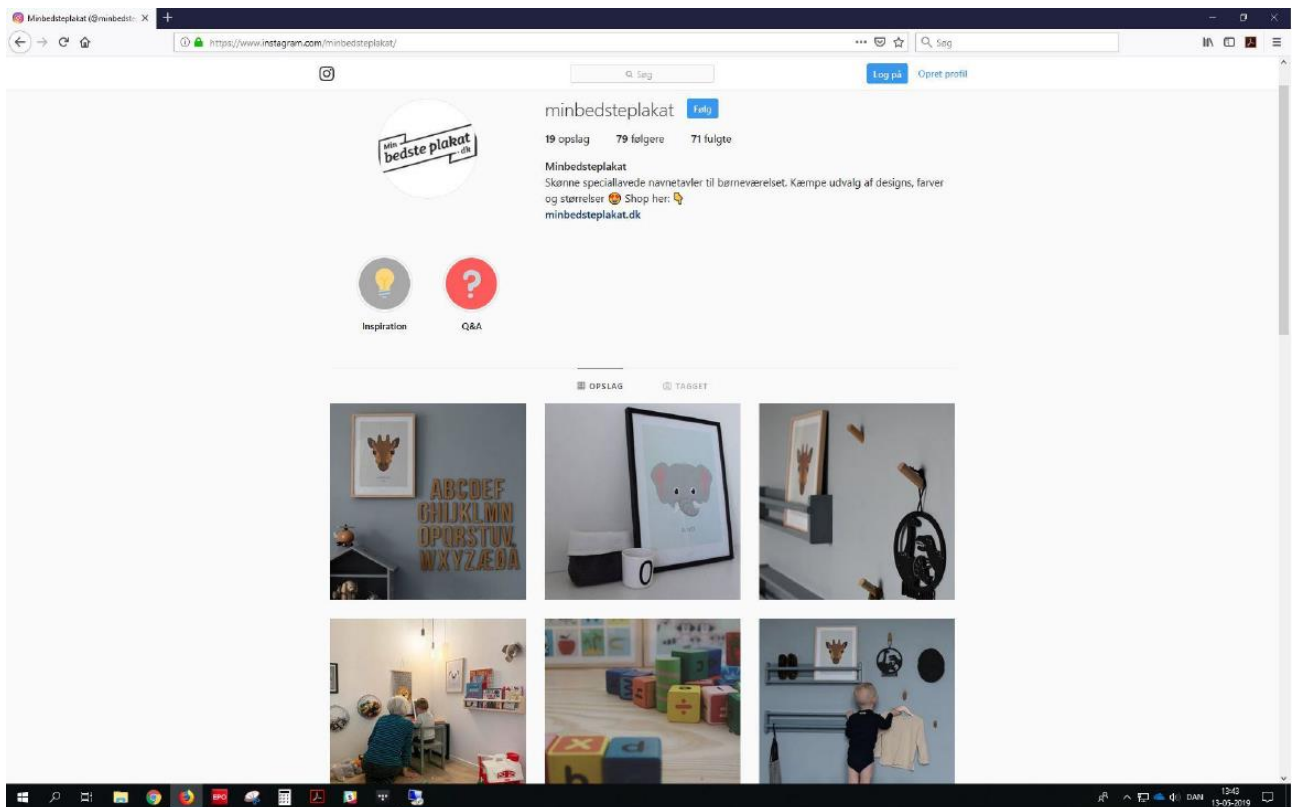 Minbedsteplakat (@minbedste
https://www.instagram.com/minbedsteplakat/
Søg
Søg
Log på
Opret profil
Min
bedste plakat
.dk
minbedsteplakat
Følg
19 opslag 79 følgere 71 fulgte
Minbedsteplakat
Skønne speciallavede navnetavler til børneværelset. Kæmpe udvalg af designs, farver
og størrelser 😍 Shop her: 👇
minbedsteplakat.dk
?
Inspiration
Q&A
OPSLAG
TAGGET
ABCDEF
GHIJKLMN
OPQRSTUV
WXYZÆØÅ
O
÷
x
d
b
EPO
DAN
13:43
13-05-2019